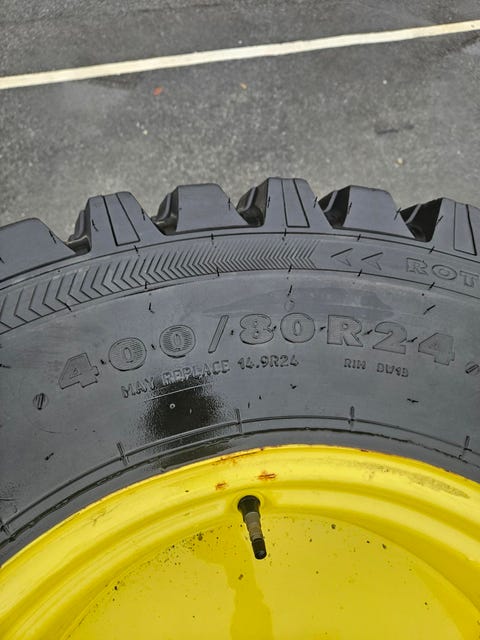 ROT
400/80R24
MAY REPLACE 14.9R24 RIM DW13